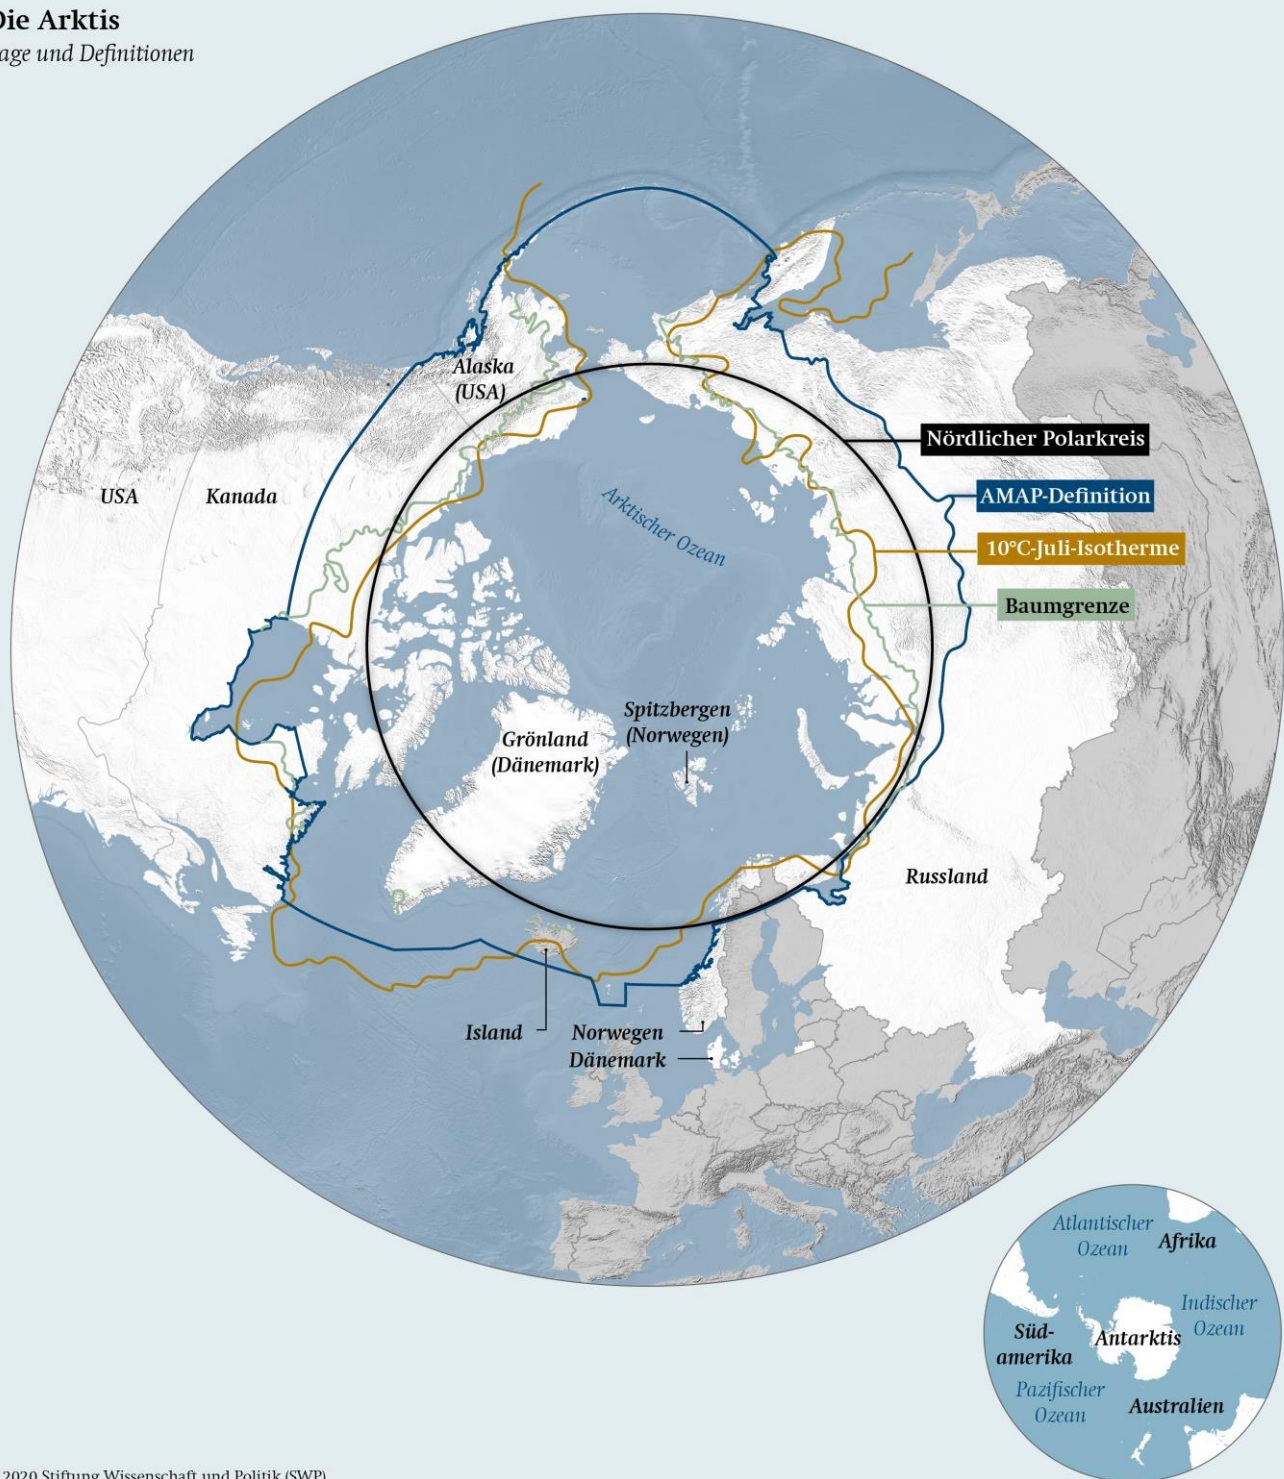 Die Arktis
Lage und Definitionen
Alaska
(USA)
Nördlicher Polarkreis
USA
Kanada
AMAP-Definition
Arktischer Ozean
10°C-Juli-Isotherme
Baumgrenze
Spitzbergen
(Norwegen)
Grönland
(Dänemark)
Russland
Island
Norwegen
Dänemark
Atlantischer
Ozean
Afrika
Indischer
Ozean
Süd-
amerika
Antarktis
Pazifischer
Ozean
Australien
2020 Stiftung Wissenschaft und Politik (SWP)